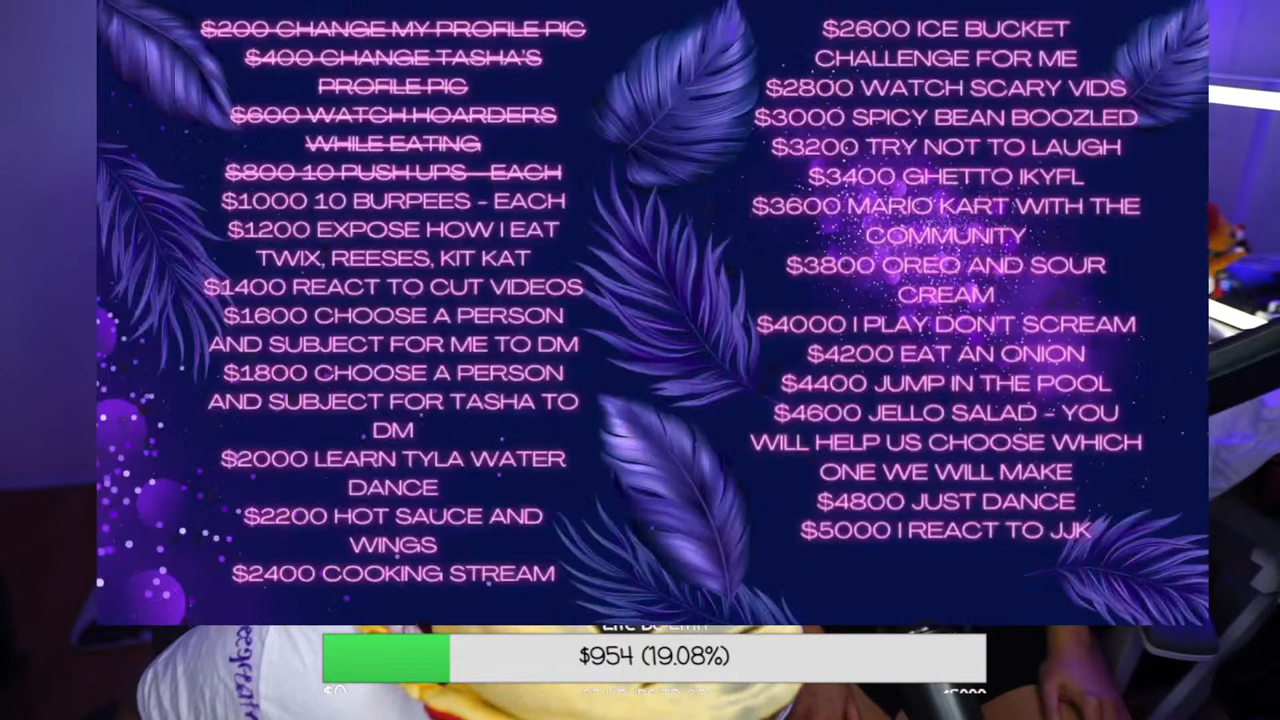 $200 CHANGE MY PROFILE PIC
$400 CHANGE TASHA'S
PROFILE PIC
$600 WATCH HOARDERS
WHILE EATING
$800 10 PUSH UPS - EACH
$1000 10 BURPEES - EACH
$1200 EXPOSE HOW I EAT
TWIX, REESES, KIT KAT
$1400 REACT TO CUT VIDEOS
$1600 CHOOSE A PERSON
AND SUBJECT FOR ME TO DM
$1800 CHOOSE A PERSON
AND SUBJECT FOR TASHA TO
DM
$2000 LEARN TYLA WATER
DANCE
$2200 HOT SAUCE AND
WINGS
$2400 COOKING STREAM
$2600 ICE BUCKET
CHALLENGE FOR ME
$2800 WATCH SCARY VIDS
$3000 SPICY BEAN BOOZLED
$3200 TRY NOT TO LAUGH
$3400 GHETTO IKYFL
$3600 MARIO KART WITH THE
COMMUNITY
$3800 OREO AND SOUR
CREAM
$4000 I PLAY DON'T SCREAM
$4200 EAT AN ONION
$4400 JUMP IN THE POOL
$4600 JELLO SALAD - YOU
WILL HELP US CHOOSE WHICH
ONE WE WILL MAKE
$4800 JUST DANCE
$5000 I REACT TO JJK
$954 (19.08%)
$0
$5000